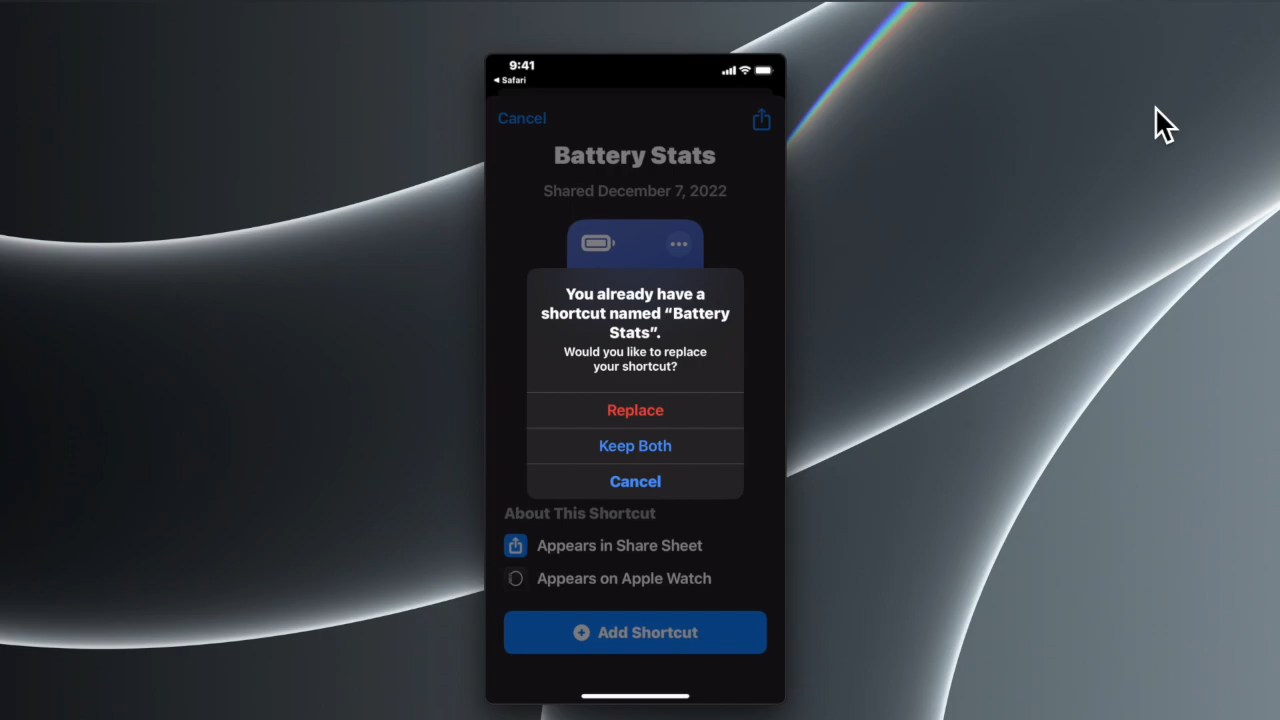 9:41
◀ Safari
Cancel
Battery Stats
Shared December 7, 2022
You already have a
shortcut named “Battery
Stats”.
Would you like to replace
your shortcut?
Replace
Keep Both
Cancel
About This Shortcut
Appears in Share Sheet
Appears on Apple Watch
Add Shortcut